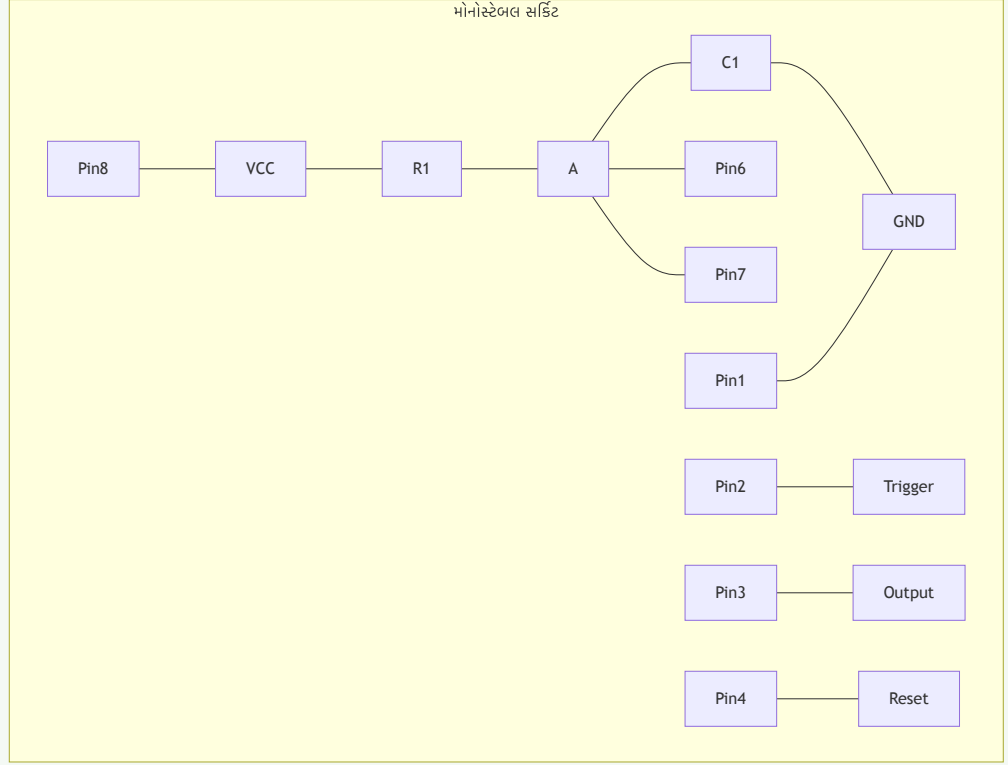 મોનોસ્ટેબલ સર્કિટ
C1
Pin8
VCC
R1
A
Pin6
GND
Pin7
Pin1
Pin2
Trigger
Pin3
Output
Pin4
Reset